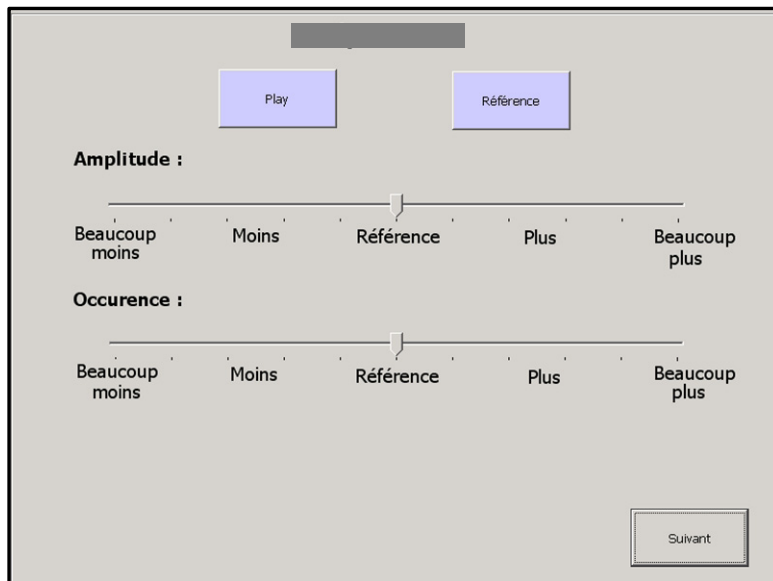 Play
Référence
Amplitude :
Beaucoup moins
Moins
Référence
Plus
Beaucoup plus
Occurence :
Beaucoup moins
Moins
Référence
Plus
Beaucoup plus
Suivant